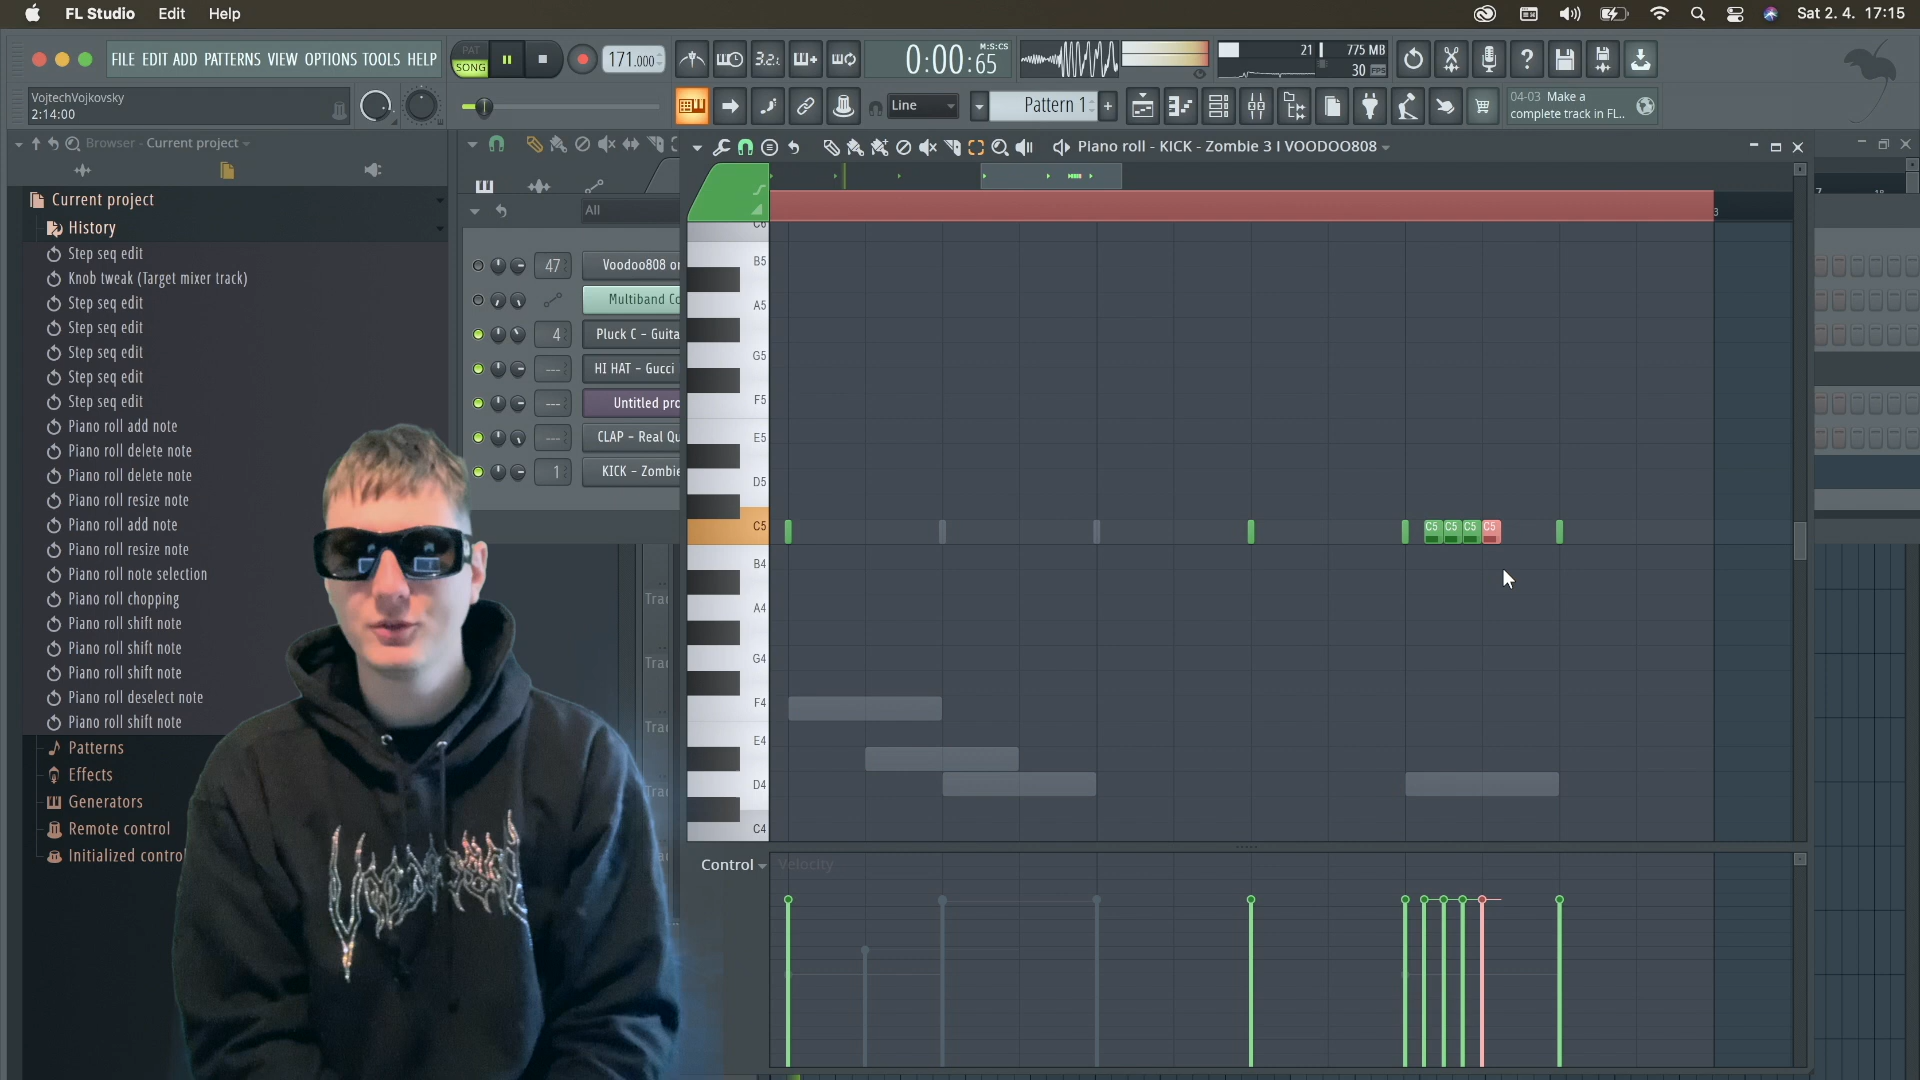 FL Studio Edit Help
Sat 2. 4. 17:15
FILE EDIT ADD PATTERNS VIEW OPTIONS TOOLS HELP
PAT
SONG
171.000
3.2.
0:00:65
M:S:CS
21
775 MB
30 FPS
VojtechVojkovsky
2:14:00
Line
Pattern 1
+
04-03 Make a
complete track in FL..
Browser - Current project
Piano roll - KICK - Zombie 3 I VOODOO808
Current project
History
Step seq edit
Knob tweak (Target mixer track)
Step seq edit
Step seq edit
Step seq edit
Step seq edit
Step seq edit
Piano roll add note
Piano roll delete note
Piano roll delete note
Piano roll resize note
Piano roll add note
Piano roll resize note
Piano roll note selection
Piano roll chopping
Piano roll shift note
Piano roll shift note
Piano roll shift note
Piano roll deselect note
Piano roll shift note
Patterns
Effects
Generators
Remote control
Initialized contro
All
47
Voodoo808 o
Multiband Co
4
Pluck C - Guita
---
HI HAT - Gucci
---
Untitled pro
---
CLAP - Real Qu
1
KICK - Zombie
3
C6
B5
A5
G5
F5
E5
D5
C5
C5 C5 C5 C5
B4
A4
G4
F4
E4
D4
C4
Control
Velocity